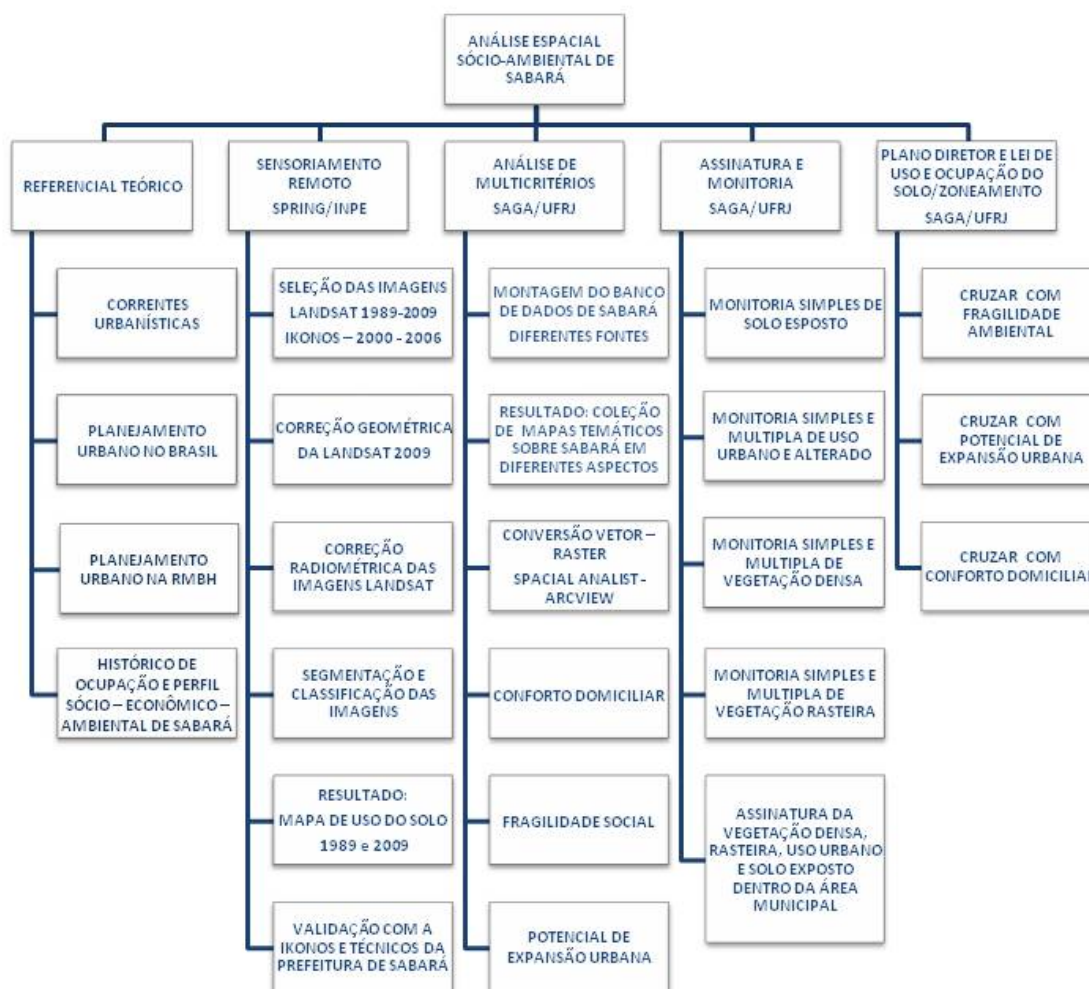 ANÁLISE ESPACIAL
SÓCIO-AMBIENTAL DE
SABARÁ
REFERENCIAL TEÓRICO
SENSORIAMENTO
REMOTO
SPRING/INPE
ANÁLISE DE
MULTICRITÉRIOS
SAGA/UFRJ
ASSINATURA E
MONITORIA
SAGA/UFRJ
PLANO DIRETOR E LEI DE
USO E OCUPAÇÃO DO
SOLO/ZONEAMENTO
SAGA/UFRJ
CORRENTES
URBANÍSTICAS
PLANEJAMENTO
URBANO NO BRASIL
PLANEJAMENTO
URBANO NA RMBH
HISTÓRICO DE
OCUPAÇÃO E PERFIL
SÓCIO – ECONÔMICO –
AMBIENTAL DE SABARÁ
SELEÇÃO DAS IMAGENS
LANDSAT 1989-2009
IKONOS – 2000 - 2006
CORREÇÃO GEOMÉTRICA
DA LANDSAT 2009
CORREÇÃO
RADIOMÉTRICA DAS
IMAGENS LANDSAT
SEGMENTAÇÃO E
CLASSIFICAÇÃO DAS
IMAGENS
RESULTADO:
MAPA DE USO DO SOLO
1989 e 2009
VALIDAÇÃO COM A
IKONOS E TÉCNICOS DA
PREFEITURA DE SABARÁ
MONTAGEM DO BANCO
DE DADOS DE SABARÁ
DIFERENTES FONTES
RESULTADO: COLEÇÃO
DE MAPAS TEMÁTICOS
SOBRE SABARÁ EM
DIFERENTES ASPECTOS
CONVERSÃO VETOR –
RASTER
SPACIAL ANALIST -
ARCVIEW
CONFORTO DOMICILIAR
FRAGILIDADE SOCIAL
POTENCIAL DE
EXPANSÃO URBANA
MONITORIA SIMPLES DE
SOLO ESPOSTO
MONITORIA SIMPLES E
MULTIPLA DE USO
URBANO E ALTERADO
MONITORIA SIMPLES E
MULTIPLA DE
VEGETAÇÃO DENSA
MONITORIA SIMPLES E
MULTIPLA DE
VEGETAÇÃO RASTEIRA
ASSINATURA DA
VEGETAÇÃO DENSA,
RASTEIRA, USO URBANO
E SOLO EXPOSTO
DENTRO DA ÁREA
MUNICIPAL
CRUZAR COM
FRAGILIDADE
AMBIENTAL
CRUZAR COM
POTENCIAL DE
EXPANSÃO URBANA
CRUZAR COM
CONFORTO DOMICILIAR